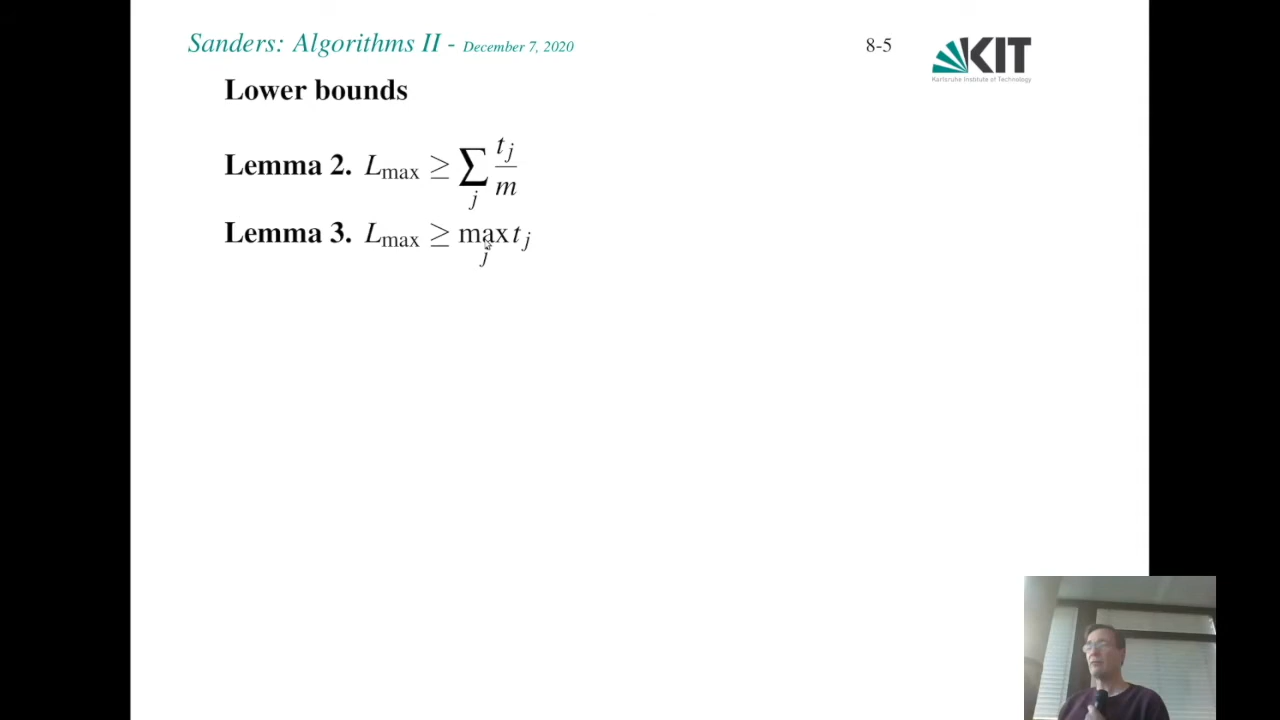 Sanders: Algorithms II - December 7, 2020
8-5
KIT
Karlsruhe Institute of Technology
Lower bounds
Lemma 2. L_max ≥ ∑_j t_j/m
Lemma 3. L_max ≥ max_j t_j